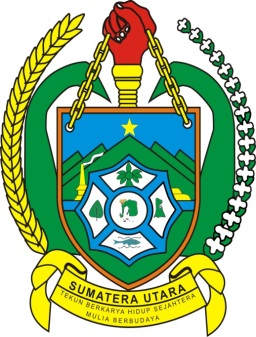 SUMATERA UTARA
TEKUN BERKARYA HIDUP SEJAHTERA
MULIA BERBUDAYA